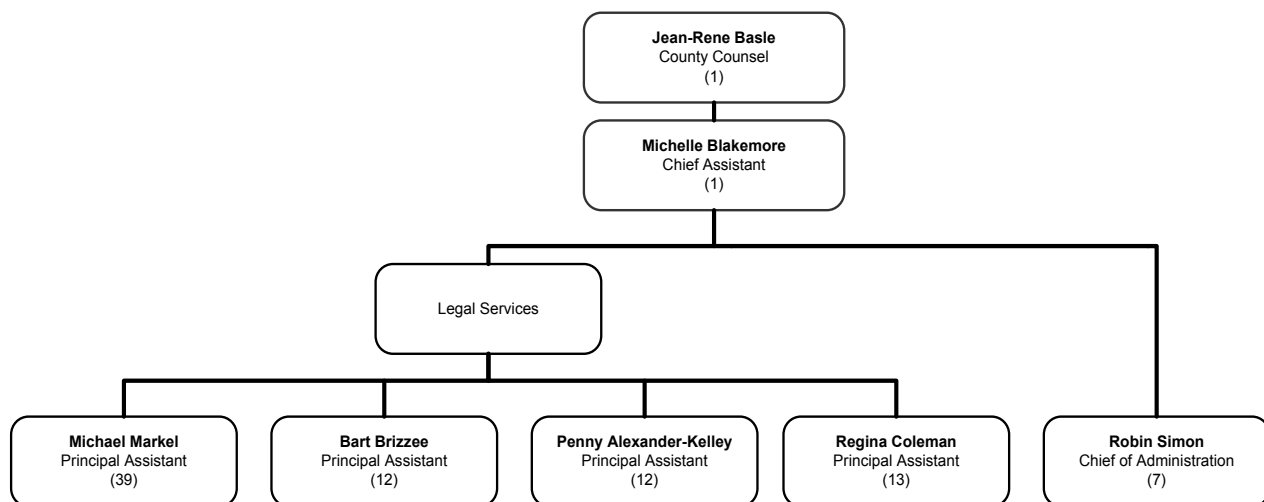 Jean-Rene Basle
County Counsel
(1)
Michelle Blakemore
Chief Assistant
(1)
Legal Services
Michael Markel
Principal Assistant
(39)
Bart Brizzee
Principal Assistant
(12)
Penny Alexander-Kelley
Principal Assistant
(12)
Regina Coleman
Principal Assistant
(13)
Robin Simon
Chief of Administration
(7)